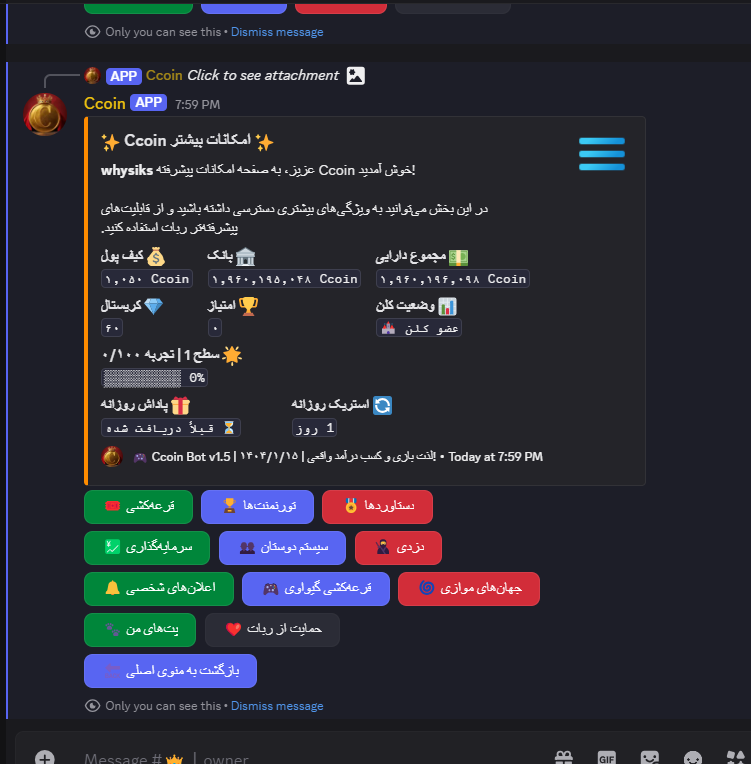 Only you can see this • Dismiss message
APP Ccoin Click to see attachment
Ccoin APP 7:59 PM
✨ امکانات بیشتر Ccoin ✨
خوش آمدید Ccoin عزیز، به صفحه امکانات پیشرفته whysiks!
در این بخش می‌توانید به ویژگی‌های بیشتری دسترسی داشته باشید و از قابلیت‌های
پیشرفته‌تر ربات استفاده کنید.
کیف پول 💰 بانک 🏛️ مجموع دارایی 💵
۱,۰۵۰ Ccoin ۱,۹۶۰,۱۹۵,۰۴۸ Ccoin ۱,۹۶۰,۱۹۶,۰۹۸ Ccoin
کریستال 💎 امتیاز 🏆 وضعیت کلن 📊
۶۰ ۰ عضو کلن 🏰
سطح 1 | تجربه ۰/۱۰۰ 🌟
▒▒▒▒▒▒▒▒▒▒ 0%
پاداش روزانه 🎁 استریک روزانه 🔄
قبلاً دریافت شده ⏳ 1 روز
🎮 Ccoin Bot v1.5 | ۱۴۰۴/۱/۱۵ | لذت بازی و کسب درآمد واقعی! • Today at 7:59 PM
قرعه‌کشی 🎟️ تورنمنت‌ها 🏆 دستاوردها 🏅
سرمایه‌گذاری 💹 سیستم دوستان 👥 دزدی 🥷
اعلان‌های شخصی 🔔 قرعه‌کشی گیواوی 🎮 جهان‌های موازی 🌀
پت‌های من 🐾 حمایت از ربات ❤️
بازگشت به منوی اصلی
Only you can see this • Dismiss message
Message #👑 | owner
GIF